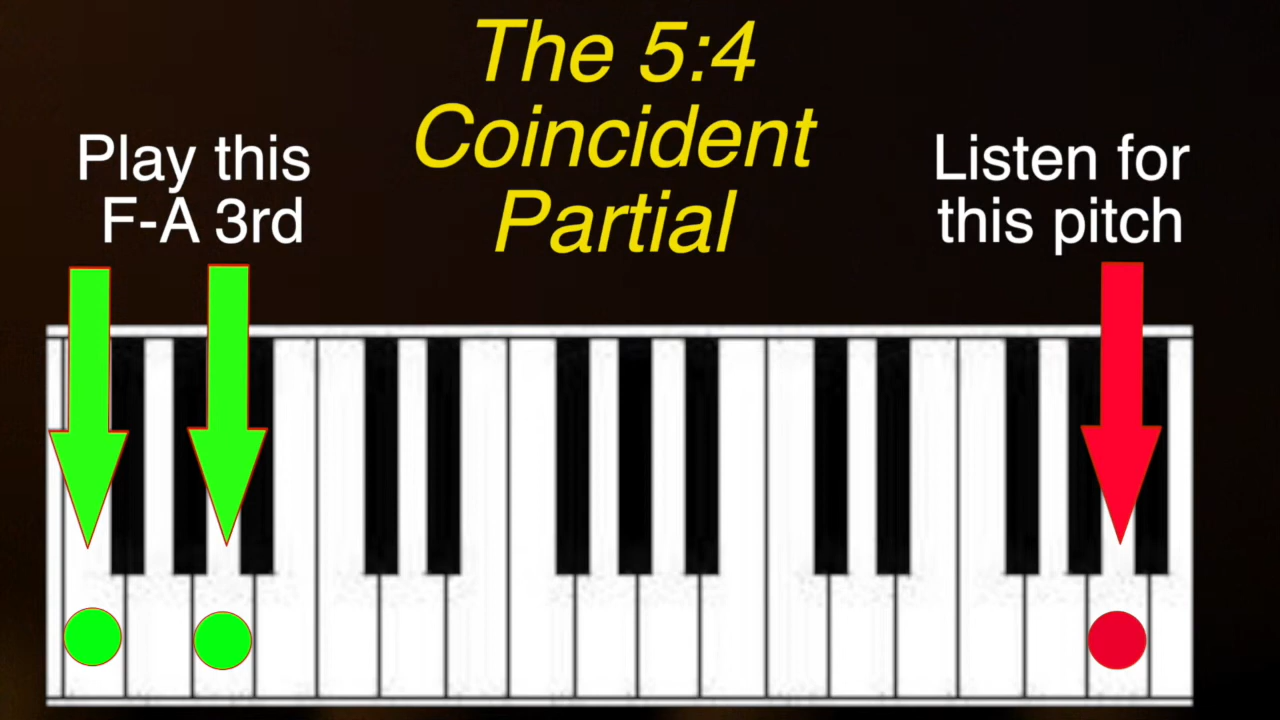 The 5:4
Coincident
Partial
Play this
F-A 3rd
Listen for
this pitch